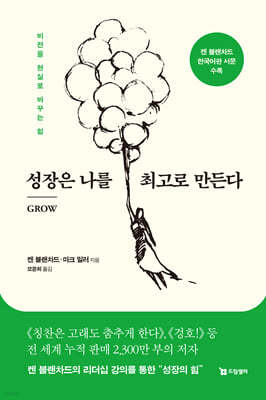 비전을 현실로 바꾸는 힘
켄 블랜차드
한국어판 서문
수록
성장은 나를 최고로 만든다
GROW
켄 블랜차드·마크 밀러 지음
모윤희 옮김
《칭찬은 고래도 춤추게 한다》, 《겅호!》 등
전 세계 누적 판매 2,300만 부의 저자
켄 블랜차드의 리더십 강의를 통한 “성장의 힘”
드림셀러